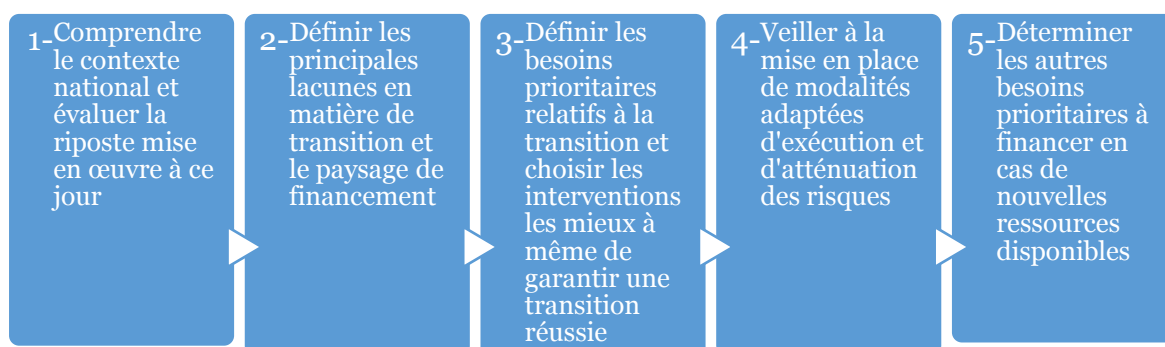 1-Comprendre
le contexte
national et
évaluer la
riposte mise
en œuvre à ce
jour
2-Définir les
principales
lacunes en
matière de
transition et
le paysage de
financement
3-Définir les
besoins
prioritaires
relatifs à la
transition et
choisir les
interventions
les mieux à
même de
garantir une
transition
réussie
4-Veiller à la
mise en place
de modalités
adaptées
d'exécution et
d'atténuation
des risques
5-Déterminer
les autres
besoins
prioritaires à
financer en
cas de
nouvelles
ressources
disponibles